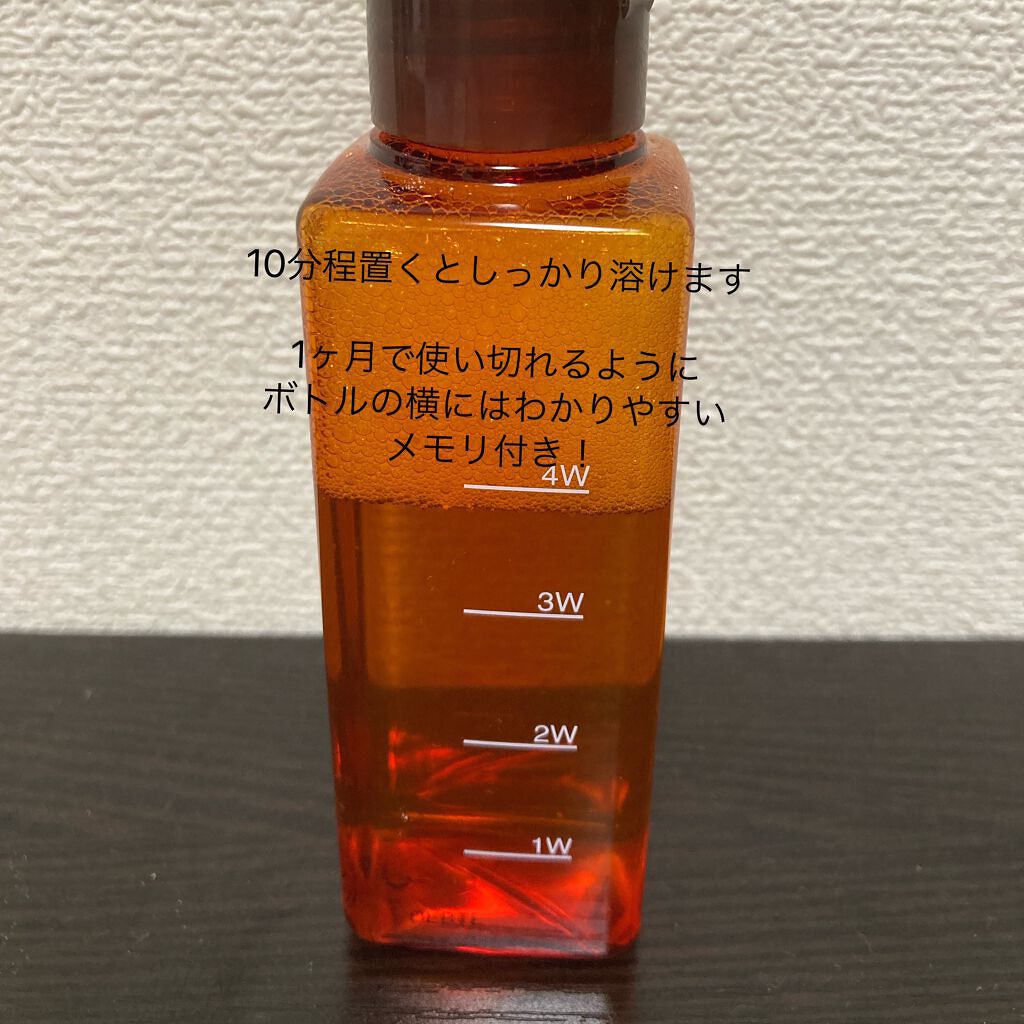 10分程置くとしっかり溶けます
1ヶ月で使い切れるように
ボトルの横にはわかりやすい
メモリ付き！
4W
3W
2W
1W